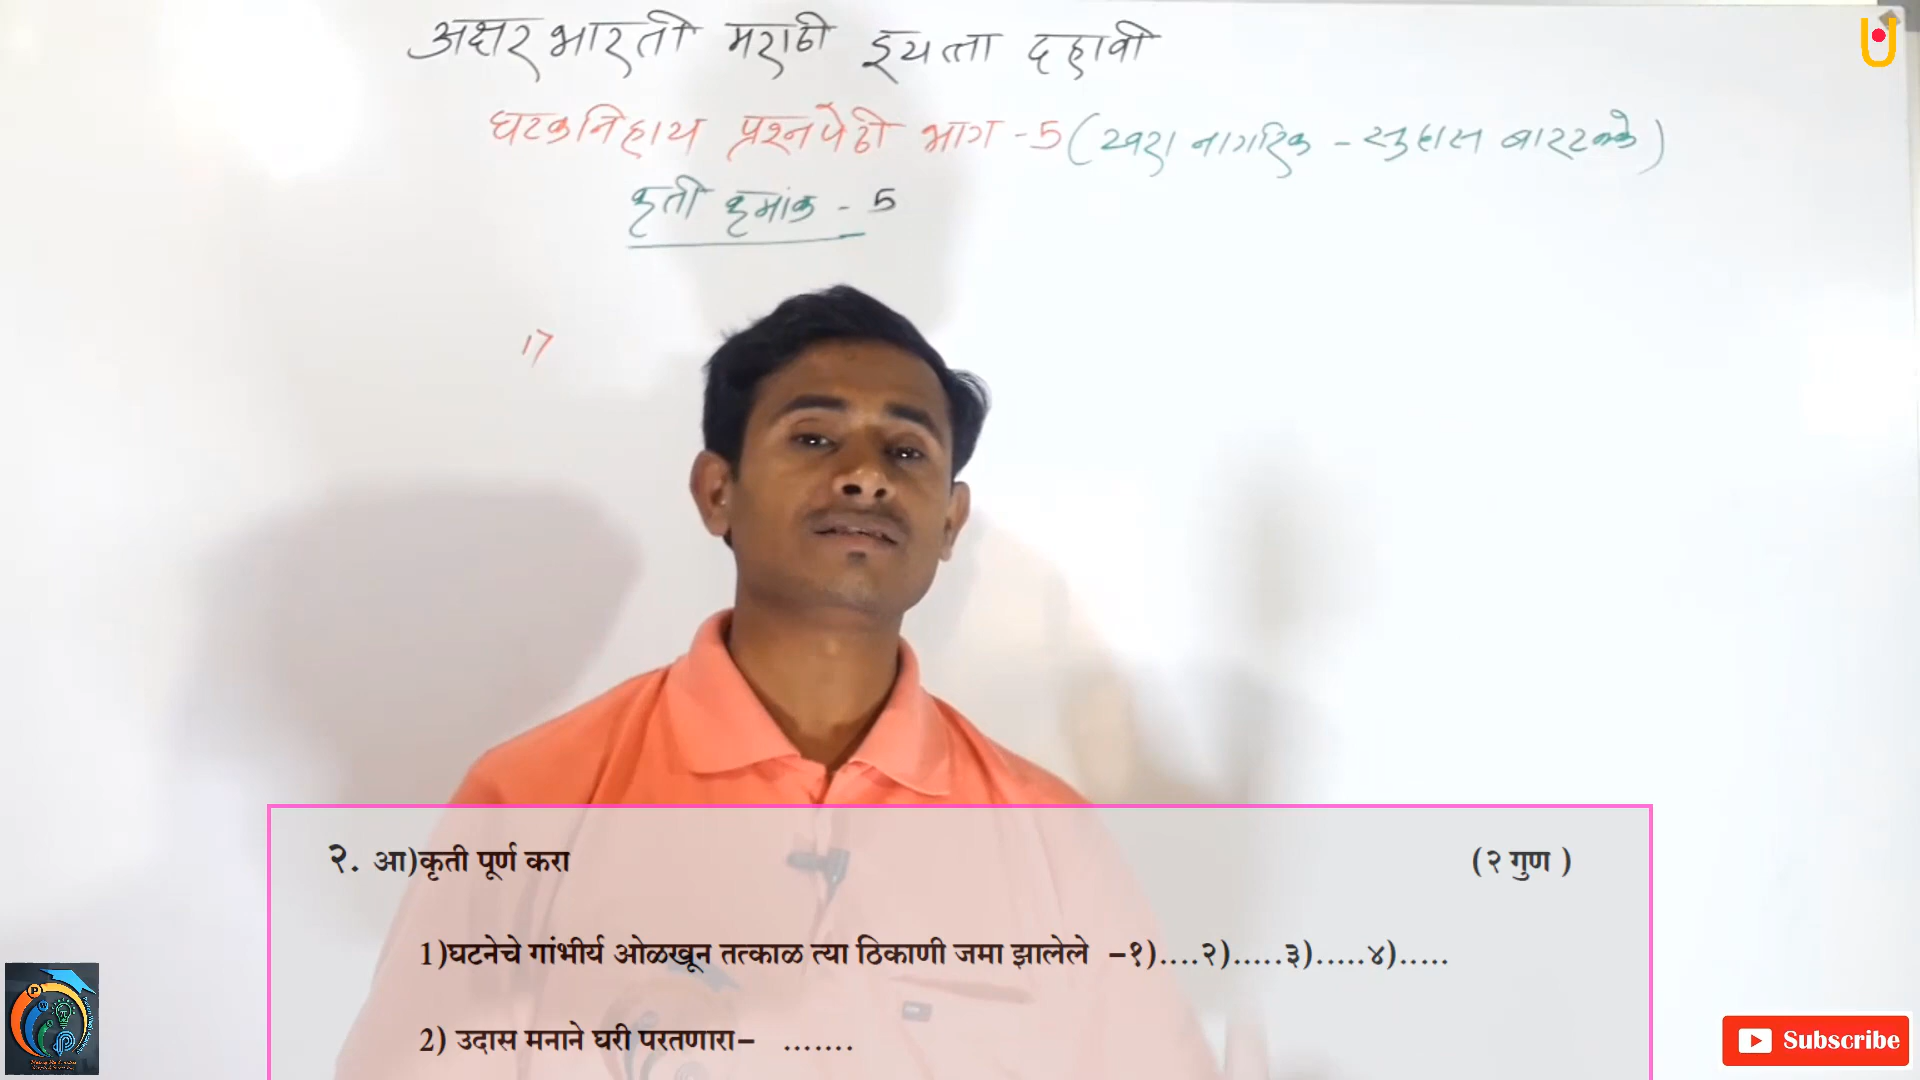 अक्षरभारती मराठी इयत्ता दहावी
घटकनिहाय प्रश्नपेढी भाग - 5 (खरा नागरिक - सुहास बारटक्के)
कृती क्रमांक - 5
1)
२. आ)कृती पूर्ण करा (२ गुण )
1)घटनेचे गांभीर्य ओळखून तत्काळ त्या ठिकाणी जमा झालेले –१)....२).....३).....४).....
2) उदास मनाने घरी परतणारा– .......
Subscribe